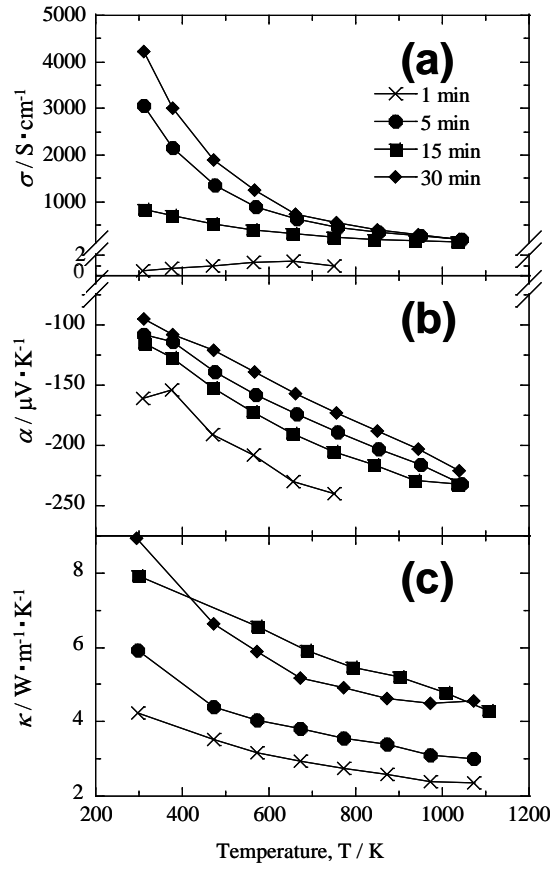 5000
4000
3000
2000
1000
2
0
σ / S・cm⁻¹
(a)
1 min
5 min
15 min
30 min
-100
-150
-200
-250
α / μV・K⁻¹
(b)
8
6
4
2
κ / W・m⁻¹・K⁻¹
(c)
200 400 600 800 1000 1200
Temperature, T / K